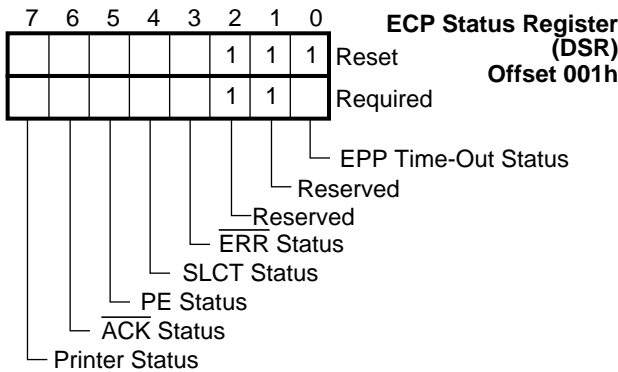 7 6 5 4 3 2 1 0
ECP Status Register
(DSR)
Offset 001h
1 1 1 Reset
1 1 Required
EPP Time-Out Status
Reserved
Reserved
ERR Status
SLCT Status
PE Status
ACK Status
Printer Status